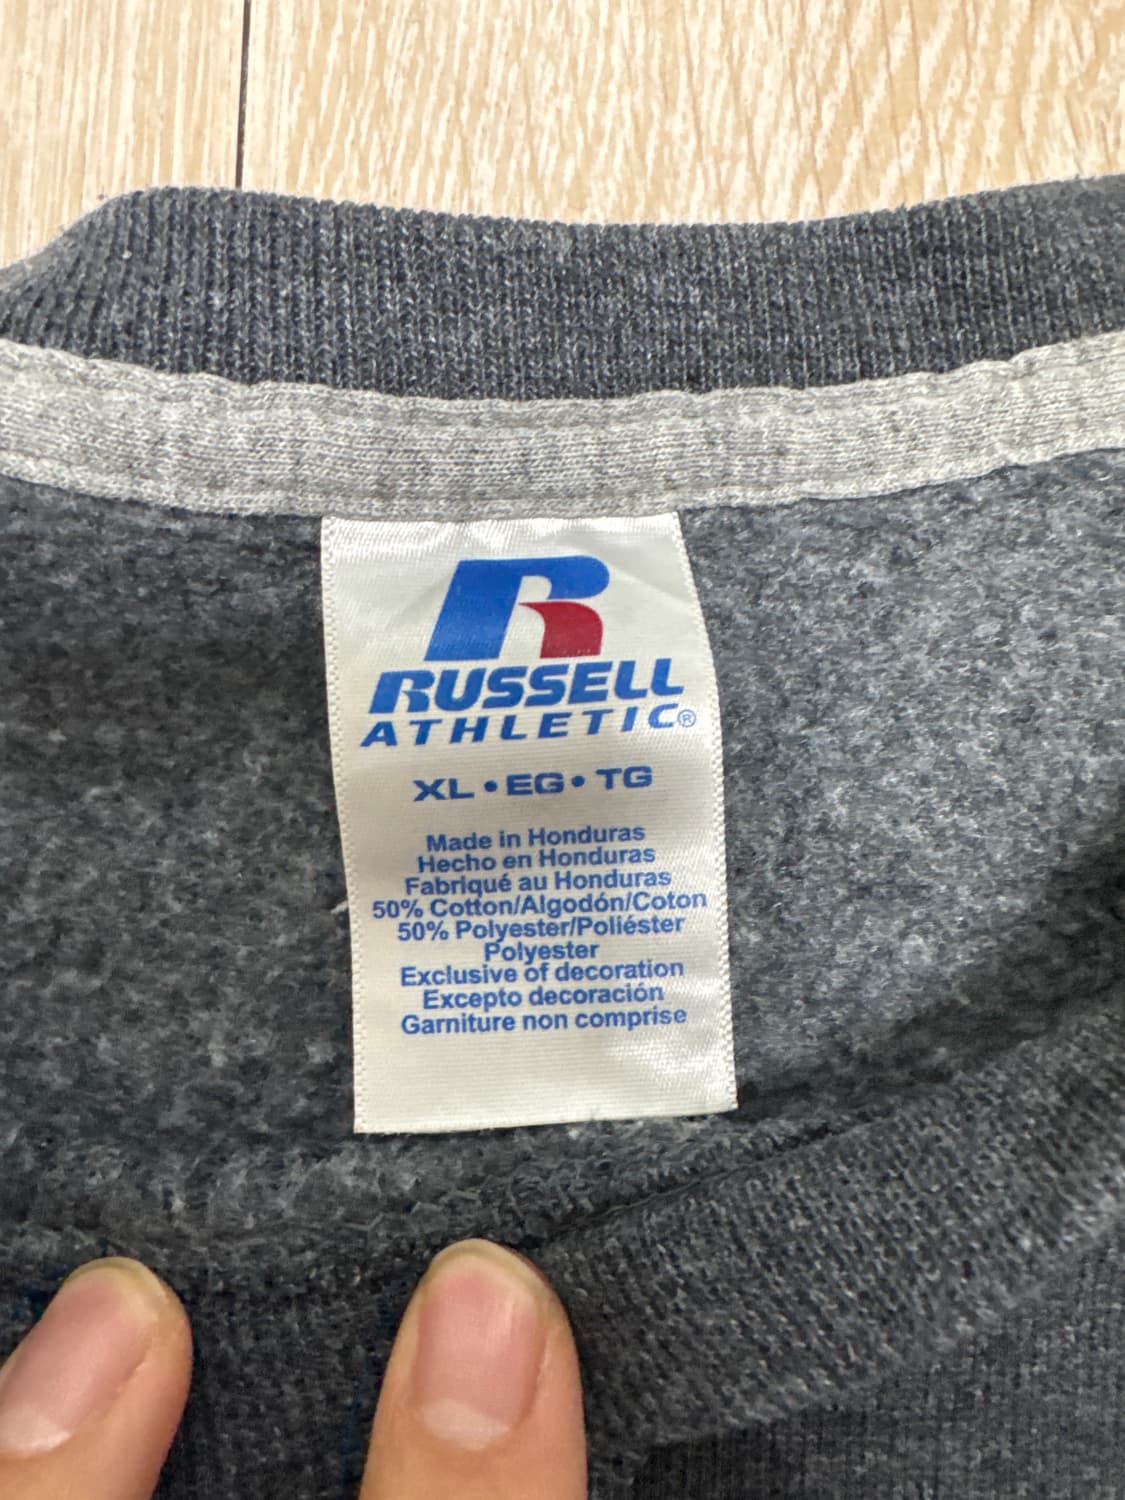 R
RUSSELL
ATHLETIC®
XL • EG • TG
Made in Honduras
Hecho en Honduras
Fabriqué au Honduras
50% Cotton/Algodón/Coton
50% Polyester/Poliéster
Polyester
Exclusive of decoration
Excepto decoración
Garniture non comprise